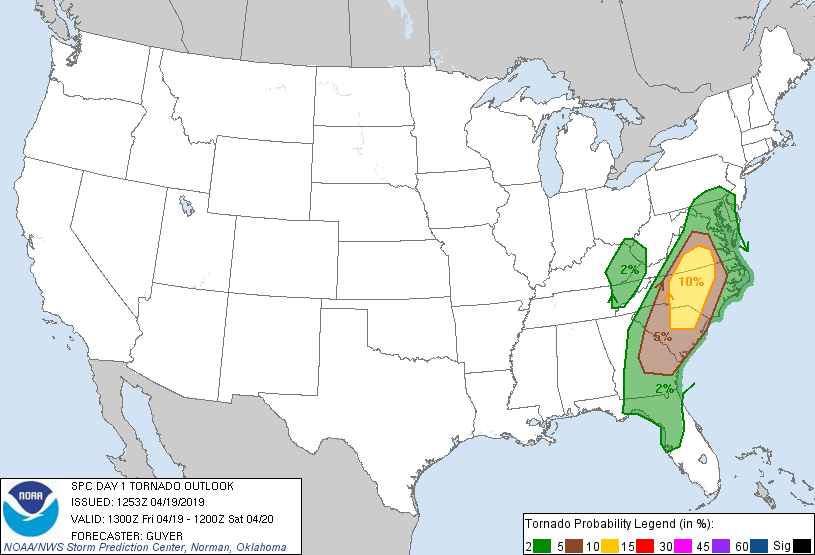 2%
10%
5%
2%
NOAA
SPC DAY 1 TORNADO OUTLOOK
ISSUED: 1253Z 04/19/2019
VALID: 1300Z Fri 04/19 - 1200Z Sat 04/20
FORECASTER: GUYER
NOAA/NWS Storm Prediction Center, Norman, Oklahoma
Tornado Probability Legend (in %):
2 5 10 15 30 45 60 Sig